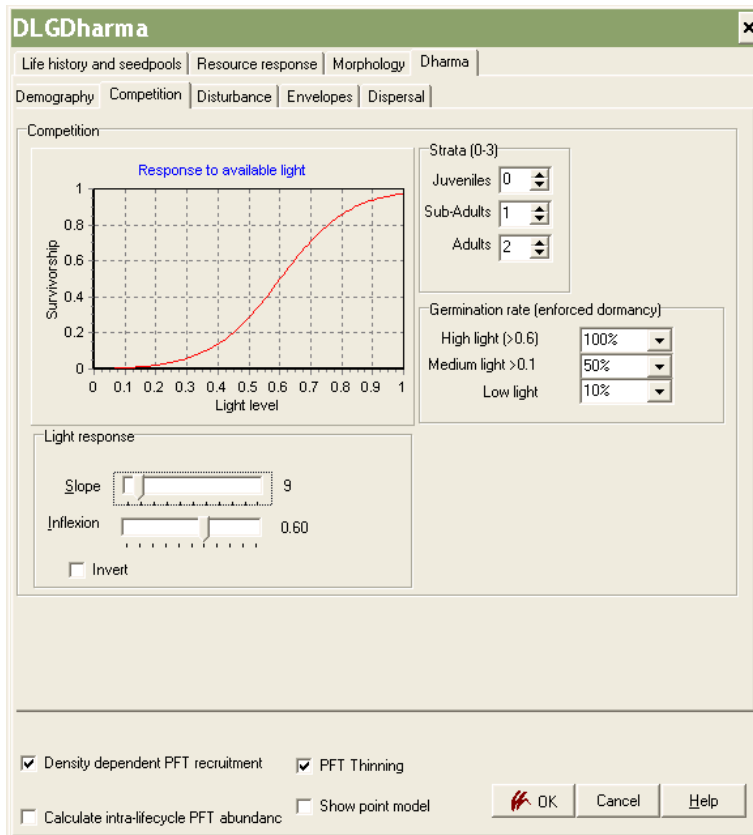 DLGDharma
Life history and seedpools Resource response Morphology Dharma
Demography Competition Disturbance Envelopes Dispersal
Competition
Response to available light
Survivorship
1
0.8
0.6
0.4
0.2
0
0 0.1 0.2 0.3 0.4 0.5 0.6 0.7 0.8 0.9 1
Light level
Strata (0-3)
Juveniles 0
Sub-Adults 1
Adults 2
Germination rate (enforced dormancy)
High light (>0.6) 100%
Medium light >0.1 50%
Low light 10%
Light response
Slope 9
Inflexion 0.60
Invert
Density dependent PFT recruitment
PFT Thinning
Calculate intra-lifecycle PFT abundanc
Show point model
OK Cancel Help